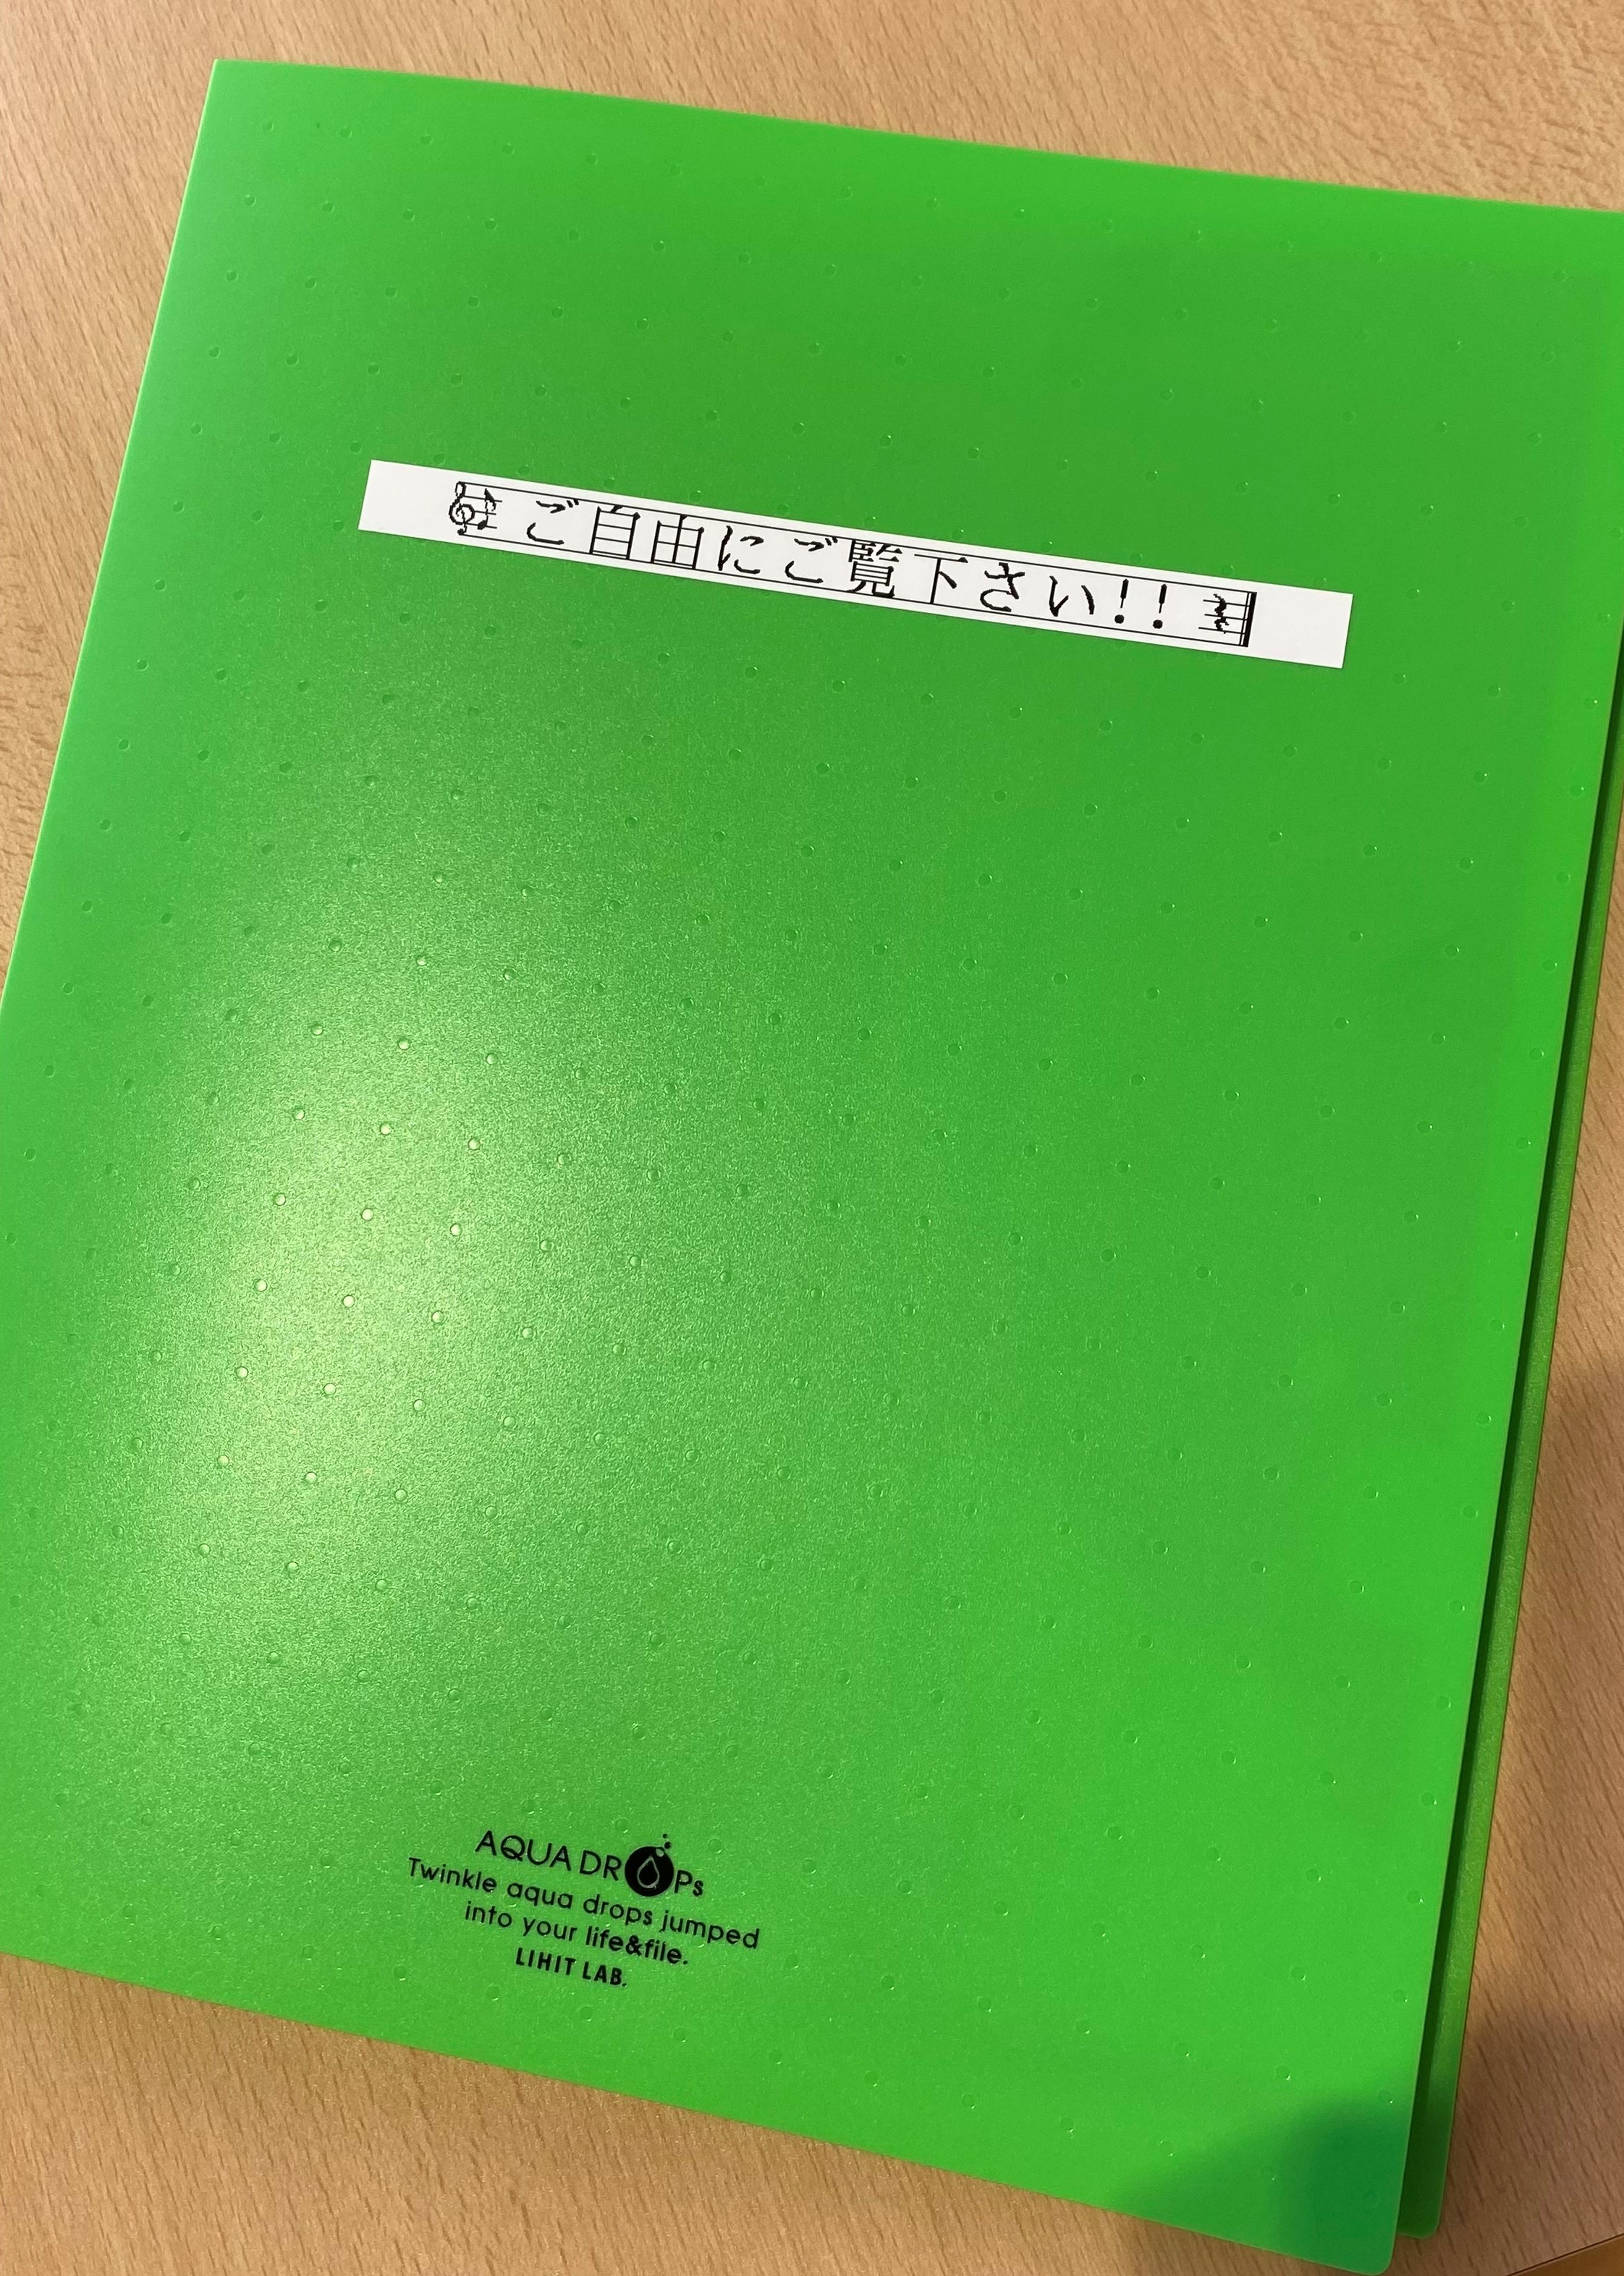 ご自由にご覧下さい!!
AQUA DROPs
Twinkle aqua drops jumped
into your life&file.
LIHIT LAB.